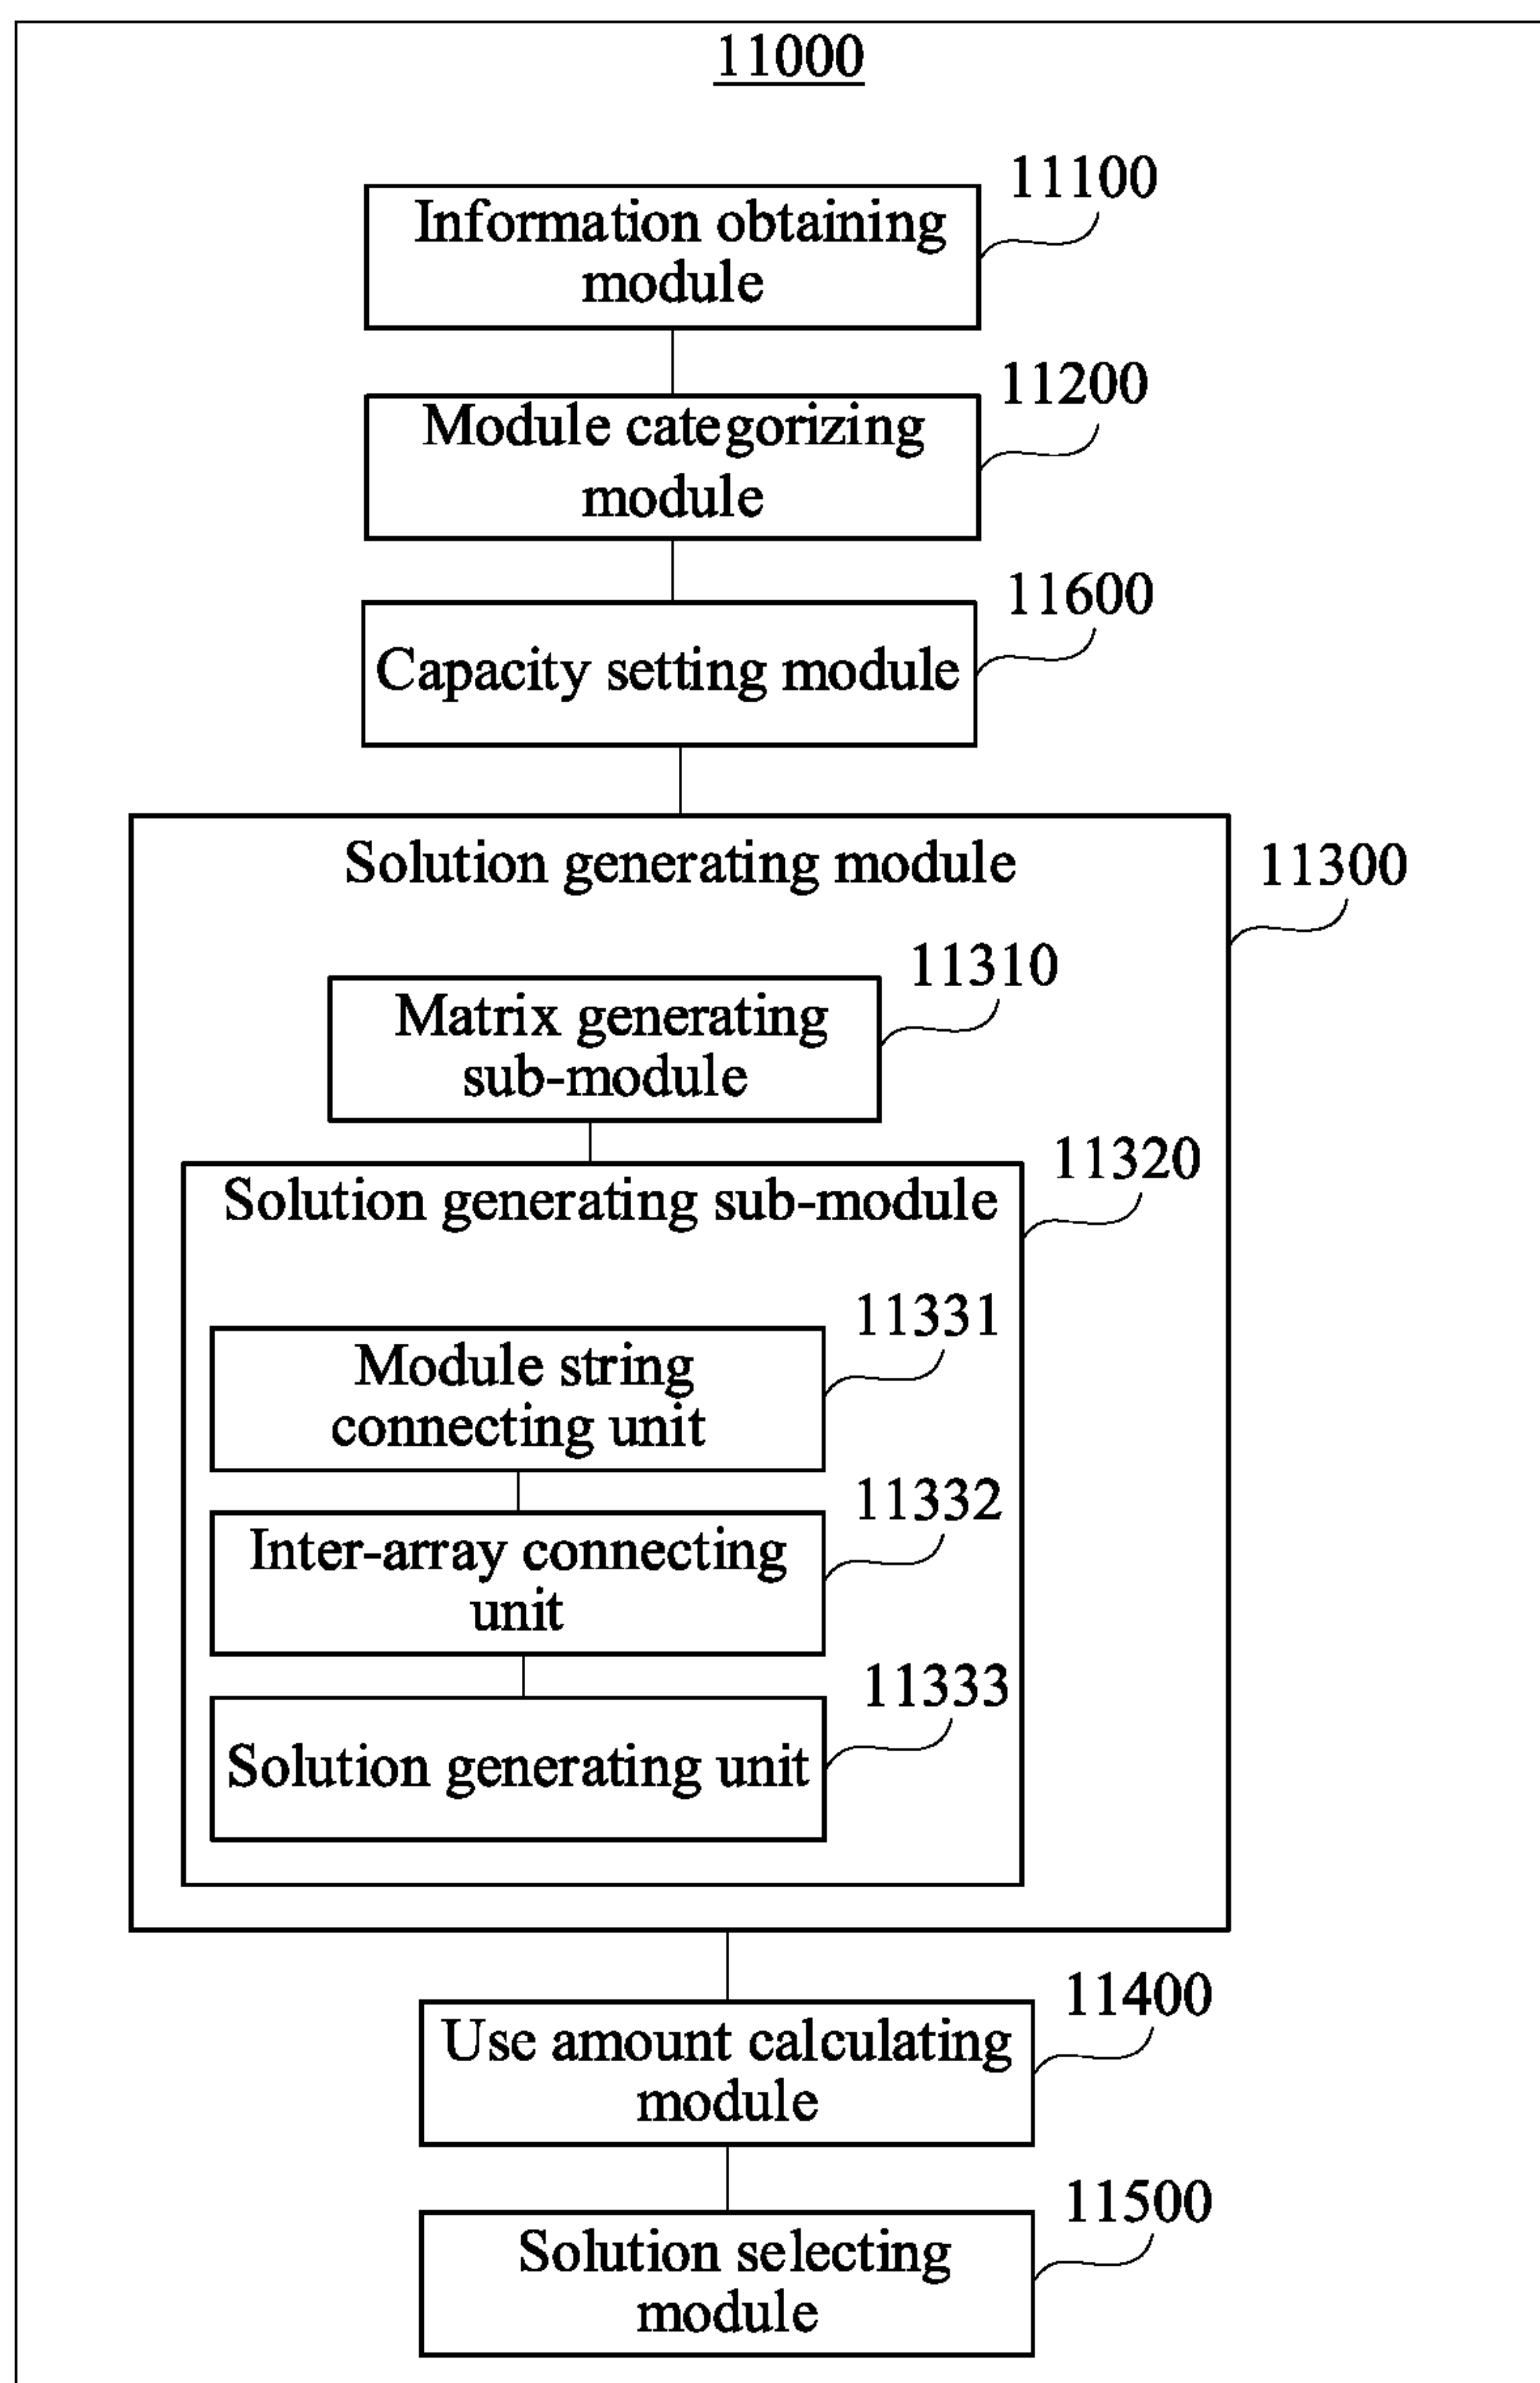 11000
11100
Information obtaining
module
11200
Module categorizing
module
11600
Capacity setting module
Solution generating module
11300
11310
Matrix generating
sub-module
11320
Solution generating sub-module
11331
Module string
connecting unit
11332
Inter-array connecting
unit
11333
Solution generating unit
11400
Use amount calculating
module
11500
Solution selecting
module